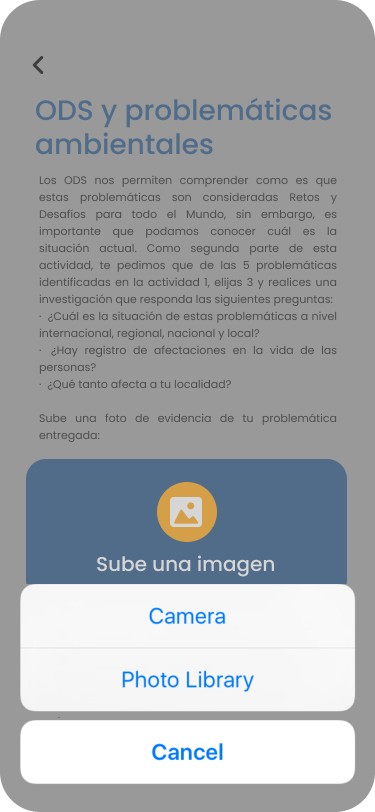 ODS y problemáticas
ambientales
Los ODS nos permiten comprender como es que
estas problemáticas son consideradas Retos y
Desafíos para todo el Mundo, sin embargo, es
importante que podamos conocer cuál es la
situación actual. Como segunda parte de esta
actividad, te pedimos que de las 5 problemáticas
identificadas en la actividad 1, elijas 3 y realices una
investigación que responda las siguientes preguntas:
· ¿Cuál es la situación de estas problemáticas a nivel
internacional, regional, nacional y local?
· ¿Hay registro de afectaciones en la vida de las
personas?
· ¿Qué tanto afecta a tu localidad?
Sube una foto de evidencia de tu problemática
entregada:
Sube una imagen
Camera
Photo Library
Cancel